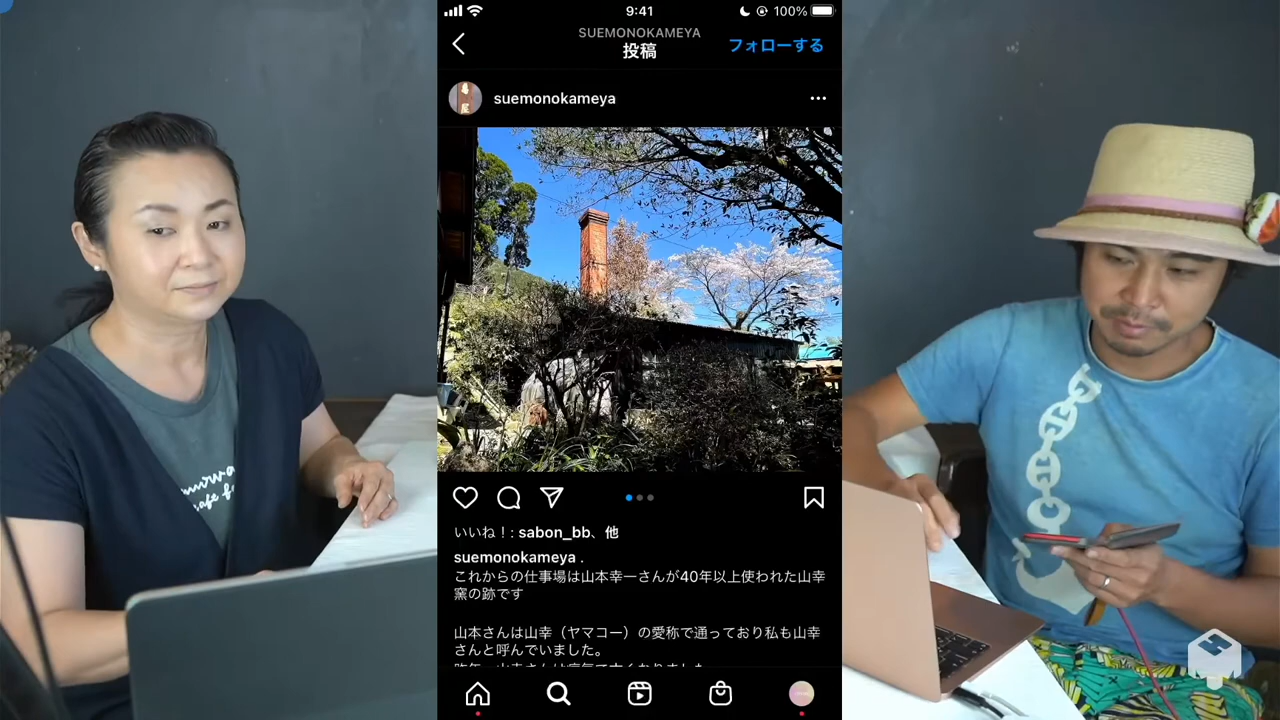 9:41
100%
SUEMONOKAMEYA
投稿
フォローする
suemonokameya
いいね!: sabon_bb、他
suemonokameya .
これからの仕事場は山本幸一さんが40年以上使われた山幸
窯の跡です
山本さんは山幸（ヤマコー）の愛称で通っており私も山幸
さんと呼んでいました。